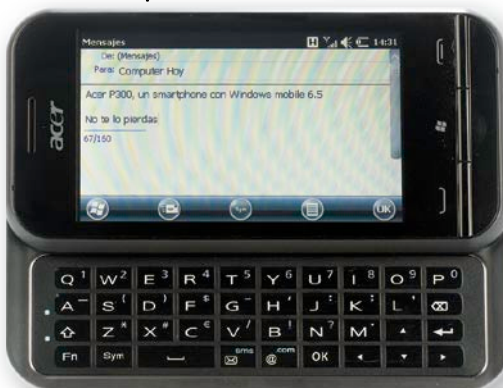 Mensajes 14:31
De: (Mensajes)
Para: Computer Hoy
Acer P300, un smartphone con Windows mobile 6.5
No te lo pierdas
67/160
Sym OK
acer
Q 1 W 2 E 3 R 4 T 5 Y 6 U 7 I 8 O 9 P 0
A - S ( D ) F $ G - H ' J : K : L '
Z * X # C € V / B ! N ? M .
Fn Sym sms @ .com OK